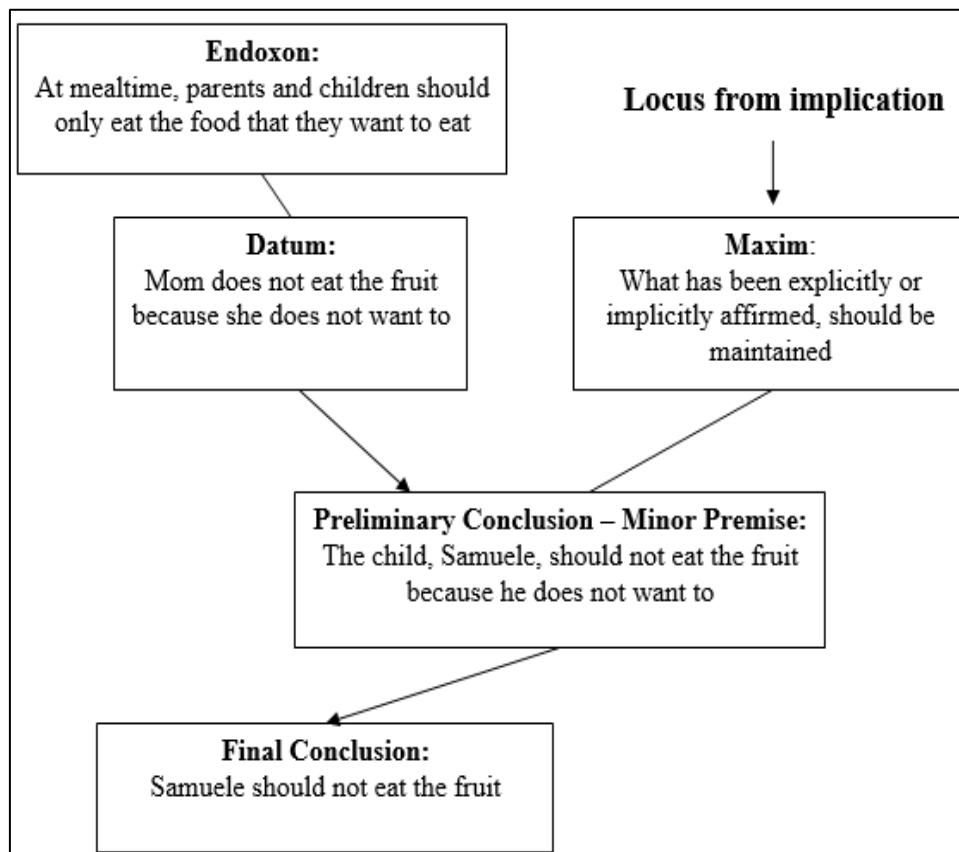 Endoxon:
At mealtime, parents and children should
only eat the food that they want to eat
Locus from implication
Datum:
Mom does not eat the fruit
because she does not want to
Maxim:
What has been explicitly or
implicitly affirmed, should be
maintained
Preliminary Conclusion – Minor Premise:
The child, Samuele, should not eat the fruit
because he does not want to
Final Conclusion:
Samuele should not eat the fruit